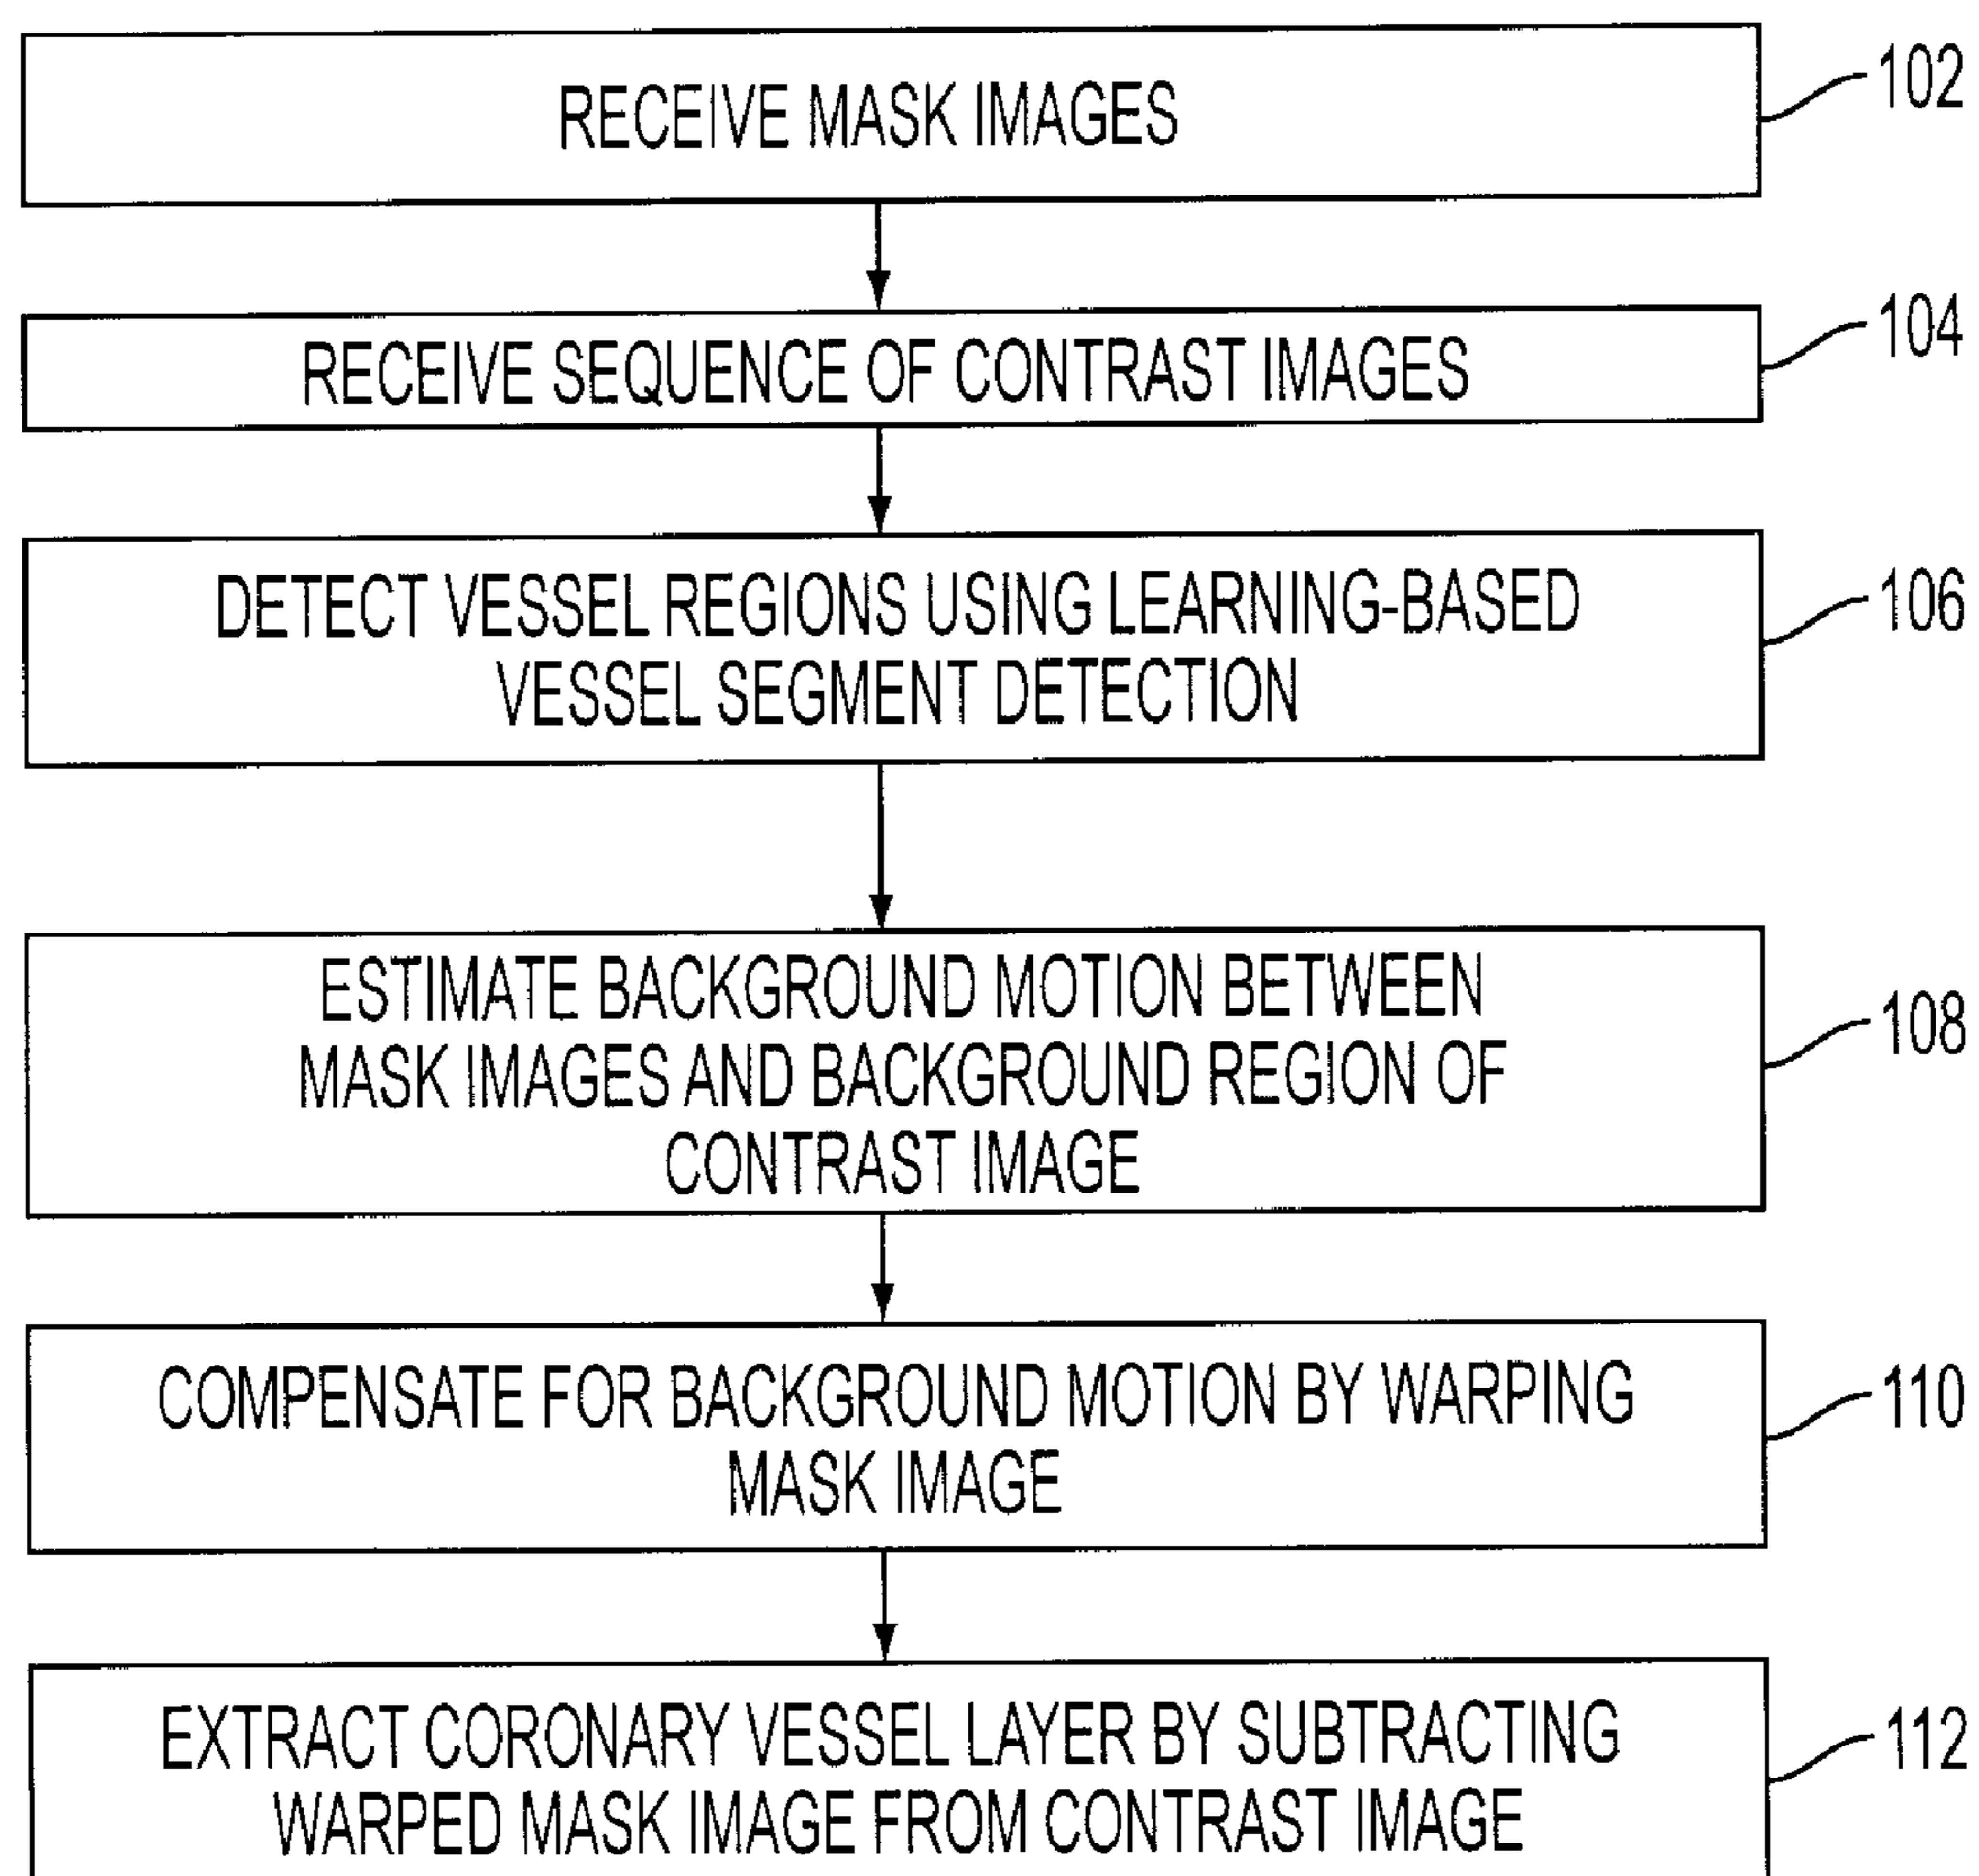 RECEIVE MASK IMAGES
102
RECEIVE SEQUENCE OF CONTRAST IMAGES
104
DETECT VESSEL REGIONS USING LEARNING-BASED
VESSEL SEGMENT DETECTION
106
ESTIMATE BACKGROUND MOTION BETWEEN
MASK IMAGES AND BACKGROUND REGION OF
CONTRAST IMAGE
108
COMPENSATE FOR BACKGROUND MOTION BY WARPING
MASK IMAGE
110
EXTRACT CORONARY VESSEL LAYER BY SUBTRACTING
WARPED MASK IMAGE FROM CONTRAST IMAGE
112